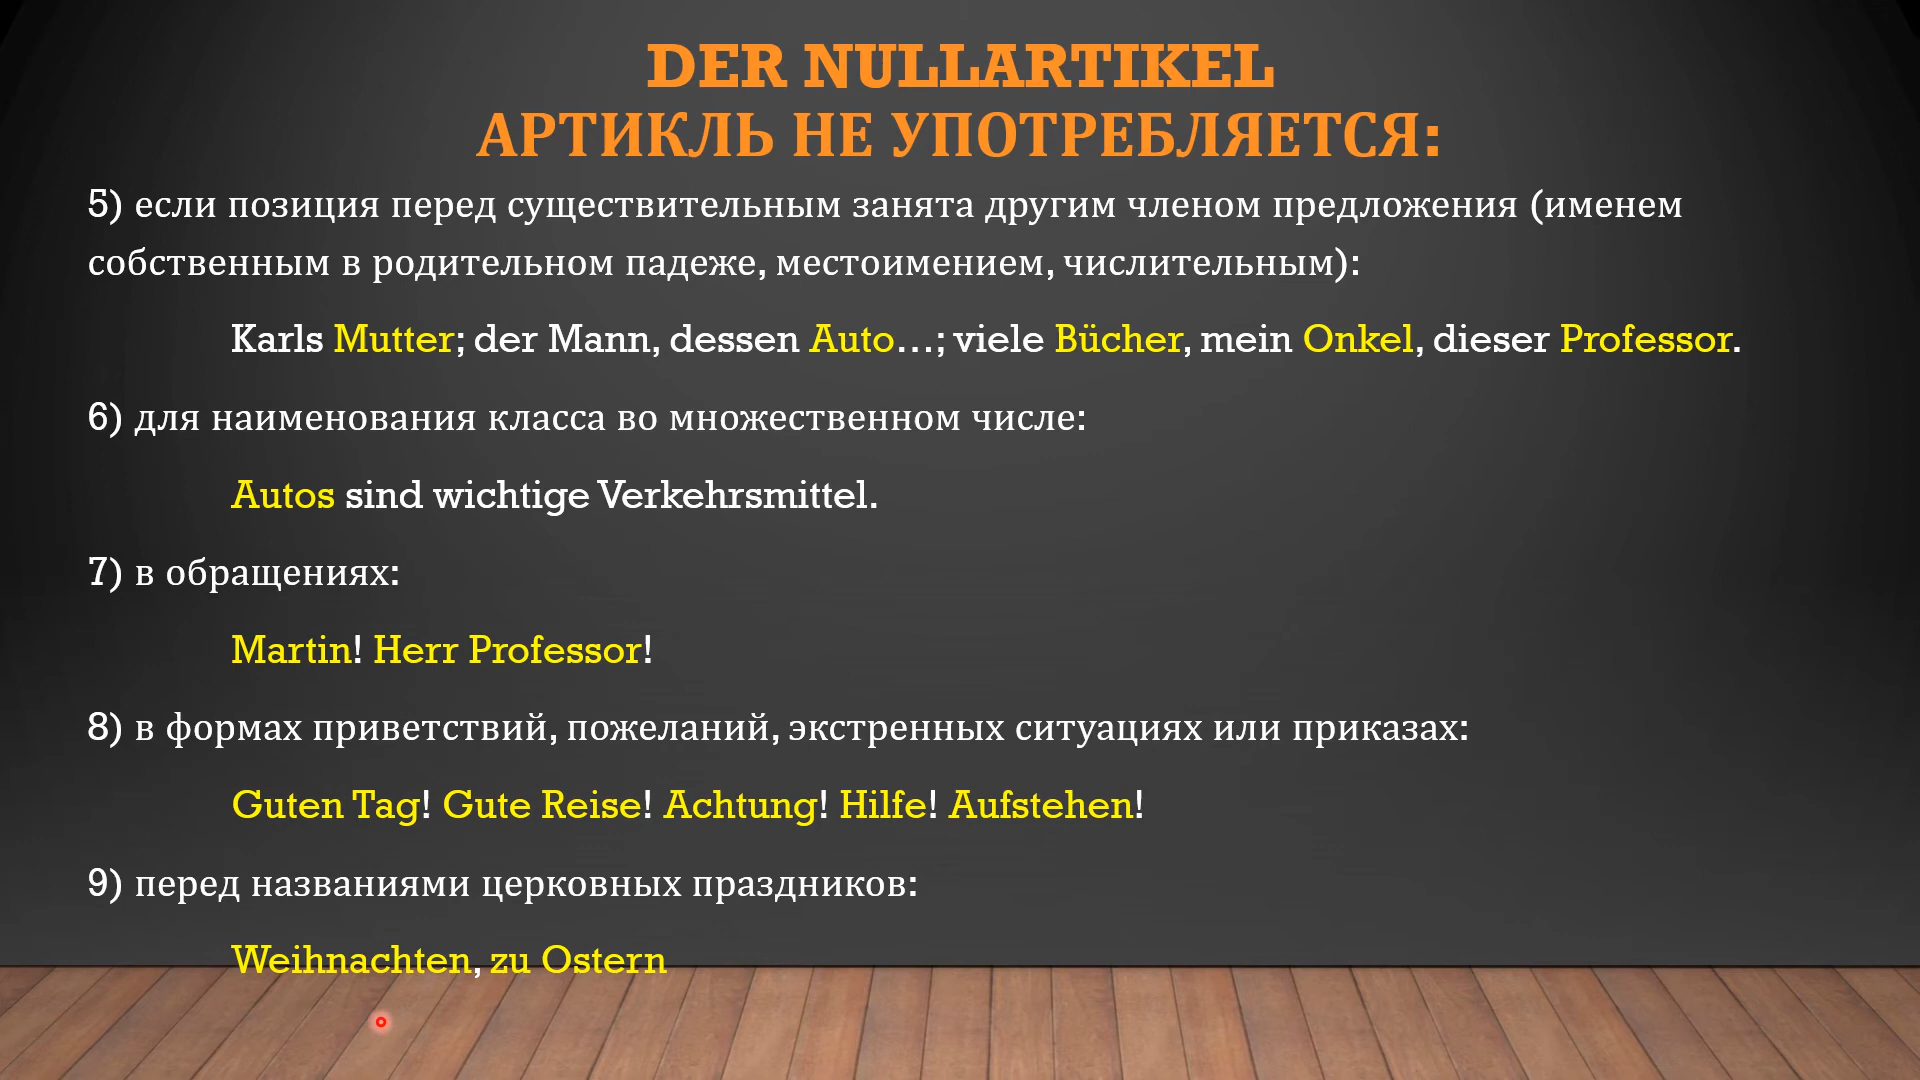 DER NULLARTIKEL
АРТИКЛЬ НЕ УПОТРЕБЛЯЕТСЯ:
5) если позиция перед существительным занята другим членом предложения (именем
собственным в родительном падеже, местоимением, числительным):
Karls Mutter; der Mann, dessen Auto…; viele Bücher, mein Onkel, dieser Professor.
6) для наименования класса во множественном числе:
Autos sind wichtige Verkehrsmittel.
7) в обращениях:
Martin! Herr Professor!
8) в формах приветствий, пожеланий, экстренных ситуациях или приказах:
Guten Tag! Gute Reise! Achtung! Hilfe! Aufstehen!
9) перед названиями церковных праздников:
Weihnachten, zu Ostern